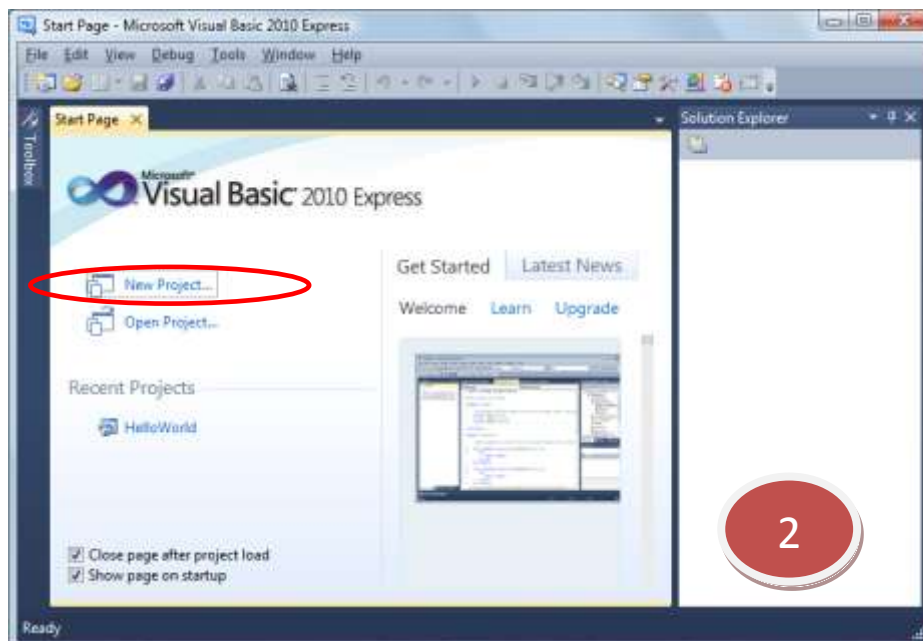 Start Page - Microsoft Visual Basic 2010 Express
File Edit View Debug Tools Window Help
Toolbox
Start Page
Solution Explorer
Microsoft
Visual Basic 2010 Express
New Project...
Open Project...
Get Started Latest News
Welcome Learn Upgrade
Recent Projects
HelloWorld
Close page after project load
Show page on startup
2
Ready